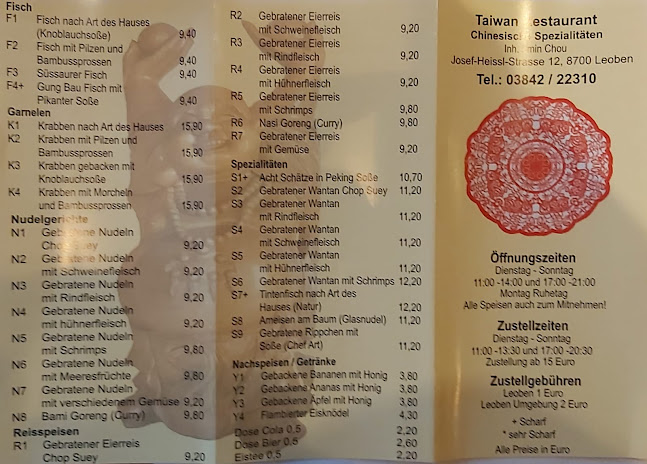 Fisch
F1 Fisch nach Art des Hauses
(Knoblauchsoße) 9,40
F2 Fisch mit Pilzen und
Bambussprossen 9,40
F3 Süssaurer Fisch 9,40
F4+ Gung Bau Fisch mit
Pikanter Soße 9,40
Garnelen
K1 Krabben nach Art des Hauses 15,90
K2 Krabben mit Pilzen und
Bambussprossen 15,90
K3 Krabben gebacken mit
Knoblauchsoße 15,90
K4 Krabben mit Morcheln
und Bambussprossen 15,90
Nudelgerichte
N1 Gebratene Nudeln
Chop Suey 9,20
N2 Gebratene Nudeln
mit Schweinefleisch 9,20
N3 Gebratene Nudeln
mit Rindfleisch 9,20
N4 Gebratene Nudeln
mit hühnerfleisch 9,20
N5 Gebratene Nudeln
mit Schrimps 9,80
N6 Gebratene Nudeln
mit Meeresfrüchte 9,80
N7 Gebratene Nudeln
mit verschiedenem Gemüse 9,20
N8 Bami Goreng (Curry) 9,80
Reisspeisen
R1 Gebratener Eierreis
Chop Suey 9,20
R2 Gebratener Eierreis
mit Schweinefleisch 9,20
R3 Gebratener Eierreis
mit Rindfleisch 9,20
R4 Gebratener Eierreis
mit Hühnerfleisch 9,20
R5 Gebratener Eierreis
mit Schrimps 9,80
R6 Nasi Goreng (Curry) 9,80
R7 Gebratener Eierreis
mit Gemüse 9,20
Spezialitäten
S1+ Acht Schätze in Peking Soße 10,70
S2 Gebratener Wantan Chop Suey 11,20
S3 Gebratener Wantan
mit Rindfleisch 11,20
S4 Gebratener Wantan
mit Schweinefleisch 11,20
S5 Gebratener Wantan
mit Hühnerfleisch 11,20
S6 Gebratener Wantan mit Schrimps 12,20
S7+ Tintenfisch nach Art des
Hauses (Natur) 12,20
S8 Ameisen am Baum (Glasnudel) 11,20
S9 Gebratene Rippchen mit
Soße (Chef Art) 11,20
Nachspeisen / Getränke
Y1 Gebackene Bananen mit Honig 3,80
Y2 Gebackene Ananas mit Honig 3,80
Y3 Gebackene Äpfel mit Honig 3,80
Y4 Flambierter Eisknödel 4,30
Dose Cola 0.5 2,20
Dose Bier 0.5 2,60
Eistee 0.5 2,20
Taiwan Restaurant
Chinesische Spezialitäten
Inh. min Chou
Josef-Heissl-Strasse 12, 8700 Leoben
Tel.: 03842 / 22310
Öffnungszeiten
Dienstag - Sonntag
11:00 -14:00 und 17:00 -21:00
Montag Ruhetag
Alle Speisen auch zum Mitnehmen!
Zustellzeiten
Dienstag - Sonntag
11:00 -13:30 und 17:00 -20:30
Zustellung ab 15 Euro
Zustellgebühren
Leoben 1 Euro
Leoben Umgebung 2 Euro
+ Scharf
* sehr Scharf
Alle Preise in Euro